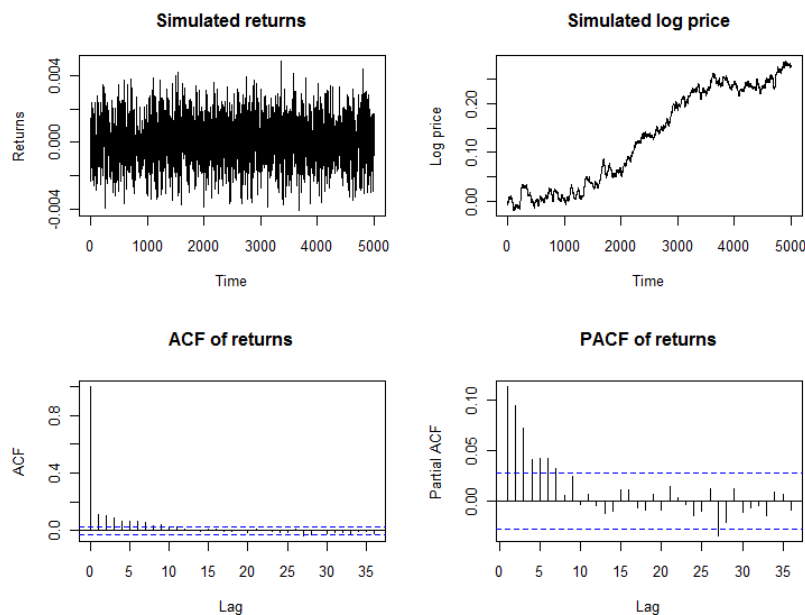 Simulated returns
Returns
-0.004 0.000 0.004
0 1000 2000 3000 4000 5000
Time
Simulated log price
Log price
0.00 0.10 0.20
0 1000 2000 3000 4000 5000
Time
ACF of returns
ACF
0.0 0.4 0.8
0 5 10 15 20 25 30 35
Lag
PACF of returns
Partial ACF
0.00 0.05 0.10
0 5 10 15 20 25 30 35
Lag